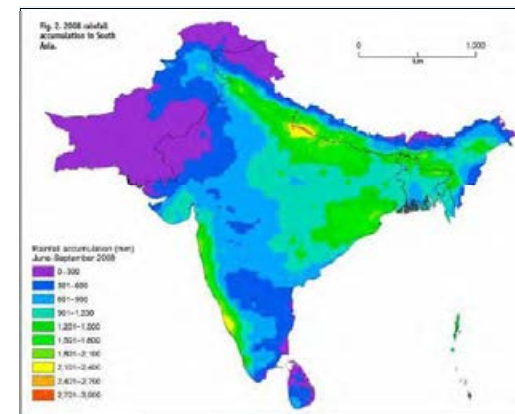 Fig. 2. 2008 rainfall
accumulation in South
Asia.
0 1,000
km
Rainfall accumulation (mm)
June-September 2008
0-300
301-600
601-900
901-1,200
1,201-1,500
1,501-1,800
1,801-2,100
2,101-2,400
2,401-2,700
2,701-3,000